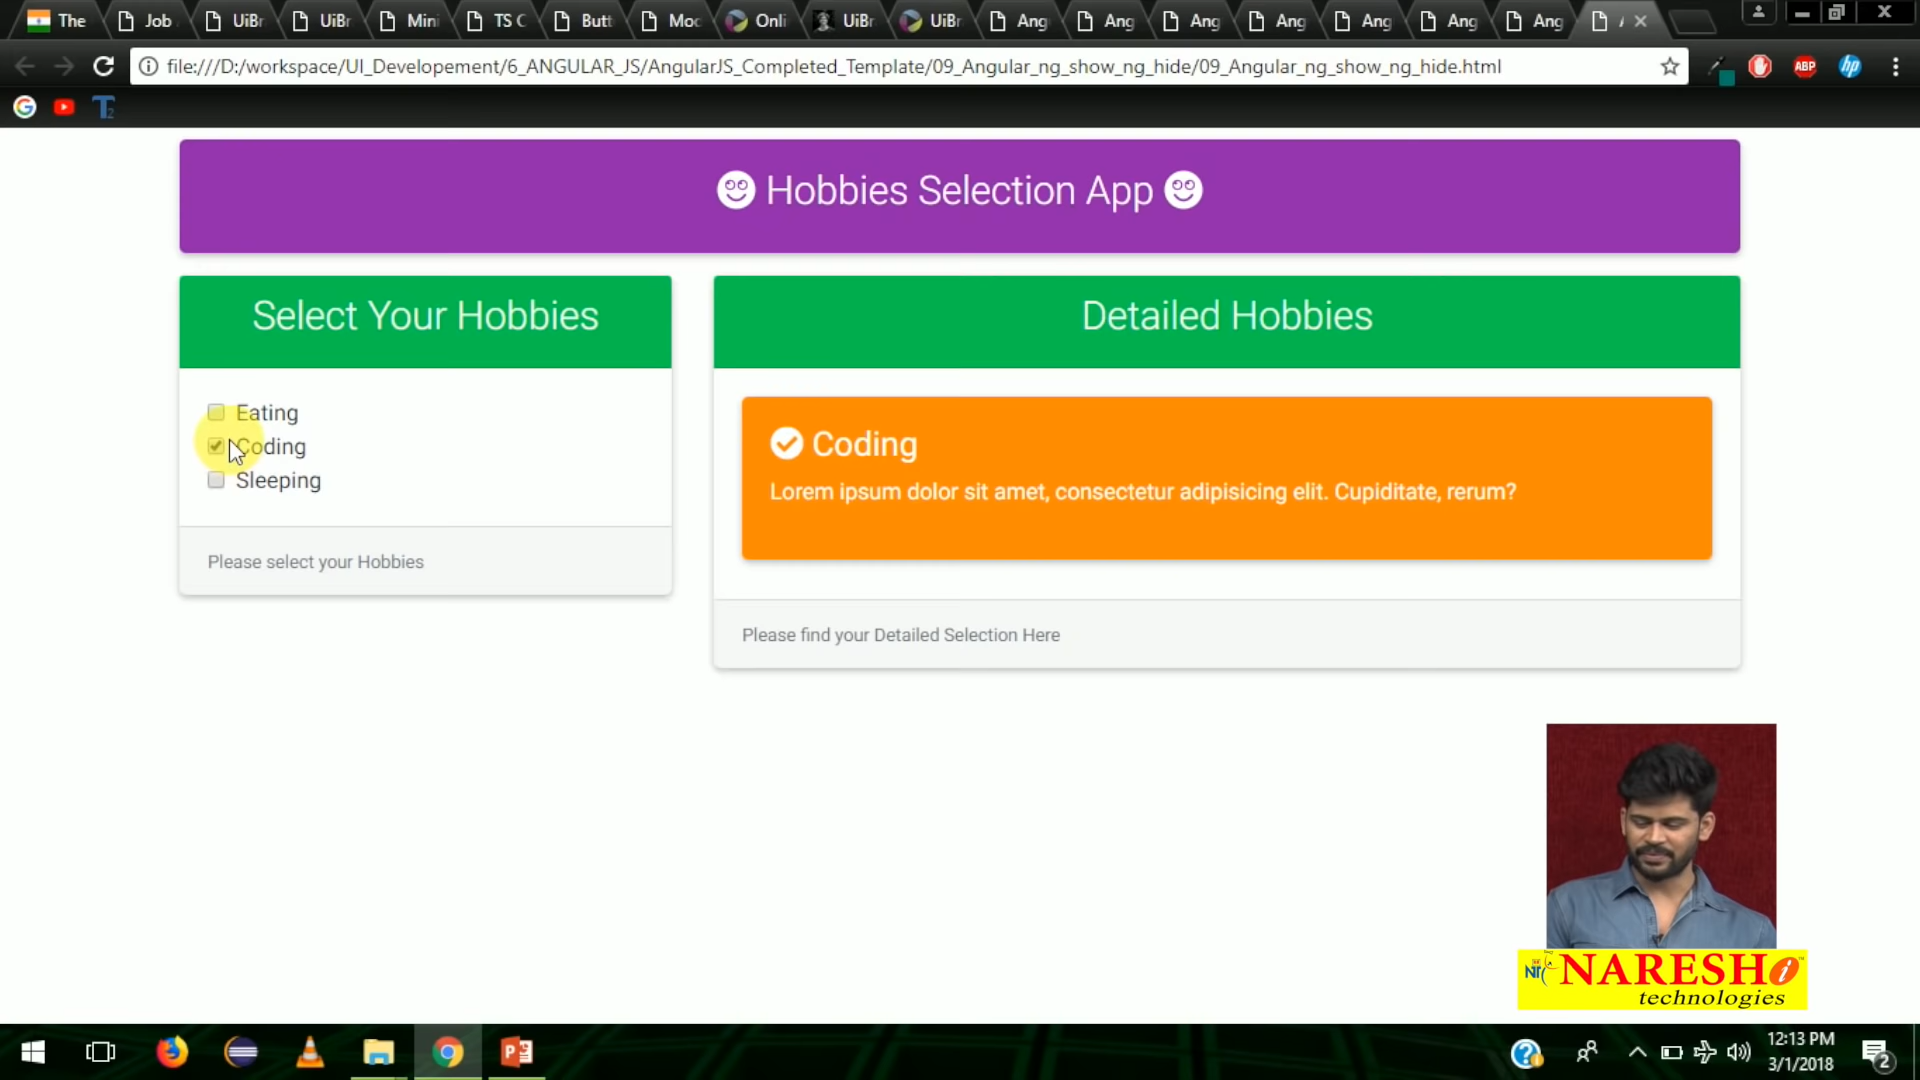 The
Job
UiBr
UiBr
Mini
TS C
Butt
Moc
Onli
UiBr
UiBr
Ang
Ang
Ang
Ang
Ang
Ang
Ang
file:///D:/workspace/UI_Developement/6_ANGULAR_JS/AngularJS_Completed_Template/09_Angular_ng_show_ng_hide/09_Angular_ng_show_ng_hide.html
ABP
hp
Hobbies Selection App
Select Your Hobbies
Eating
Coding
Sleeping
Please select your Hobbies
Detailed Hobbies
Coding
Lorem ipsum dolor sit amet, consectetur adipisicing elit. Cupiditate, rerum?
Please find your Detailed Selection Here
NARESH i
technologies
12:13 PM
3/1/2018
2